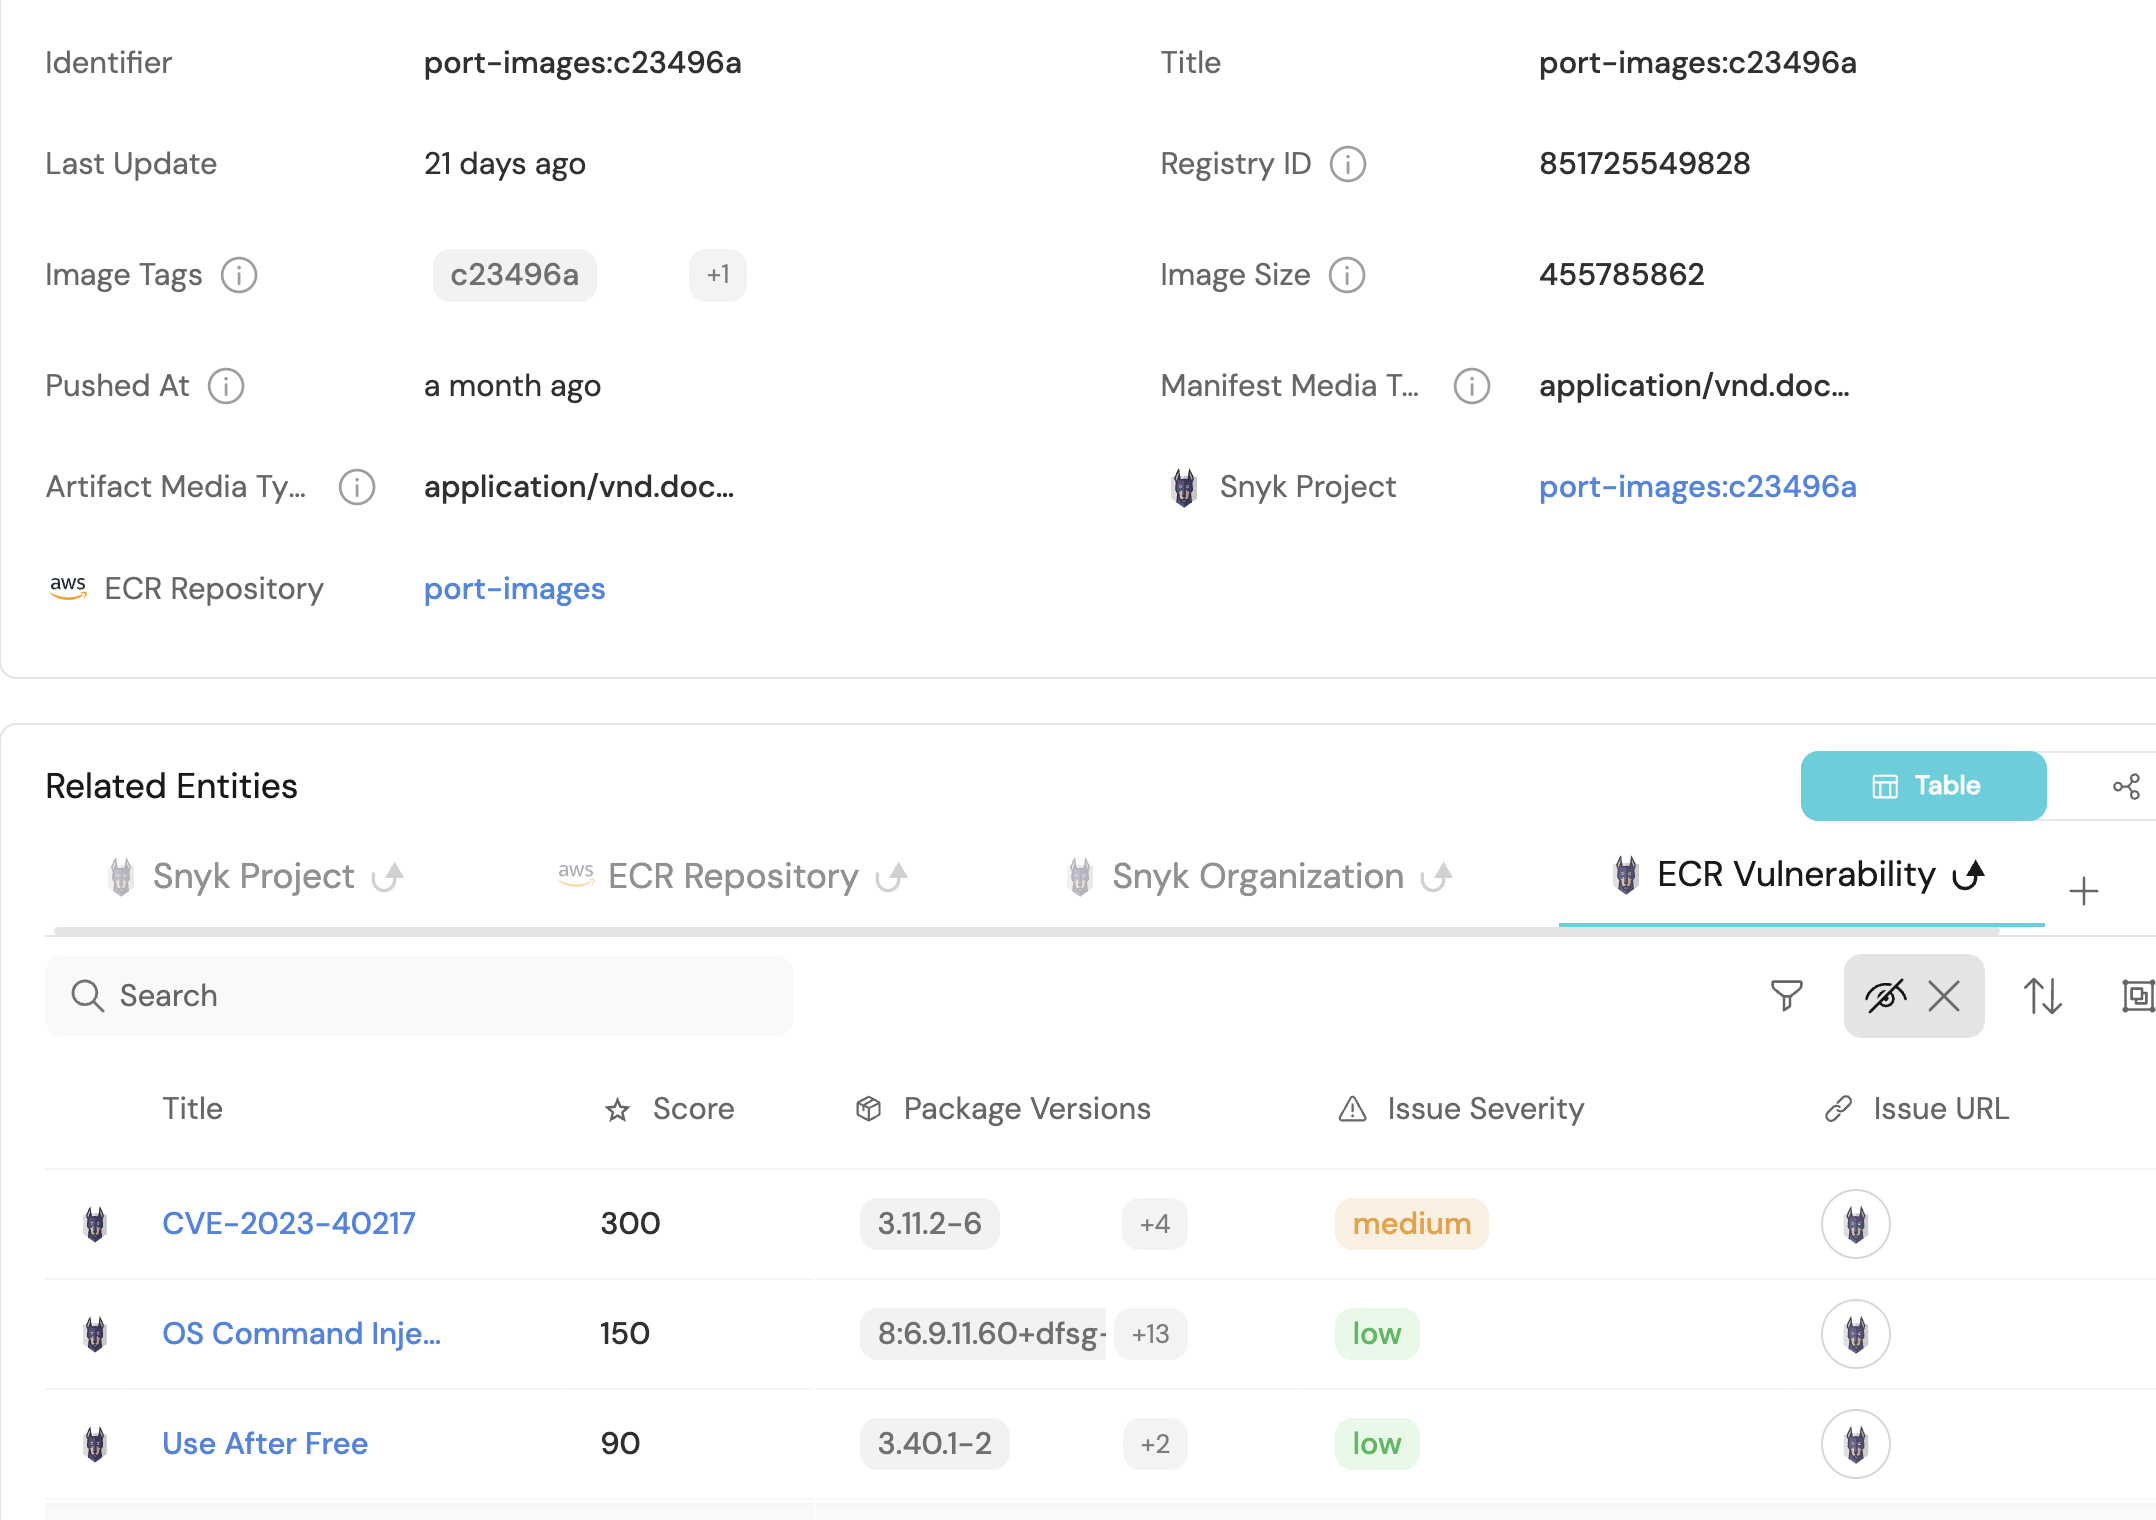 Identifier port-images:c23496a Title port-images:c23496a
Last Update 21 days ago Registry ID 851725549828
Image Tags c23496a +1 Image Size 455785862
Pushed At a month ago Manifest Media T... application/vnd.doc...
Artifact Media Ty... application/vnd.doc... Snyk Project port-images:c23496a
aws ECR Repository port-images
Related Entities Table
Snyk Project aws ECR Repository Snyk Organization ECR Vulnerability
Search
Title Score Package Versions Issue Severity Issue URL
CVE-2023-40217 300 3.11.2-6 +4 medium
OS Command Inje... 150 8:6.9.11.60+dfsg- +13 low
Use After Free 90 3.40.1-2 +2 low